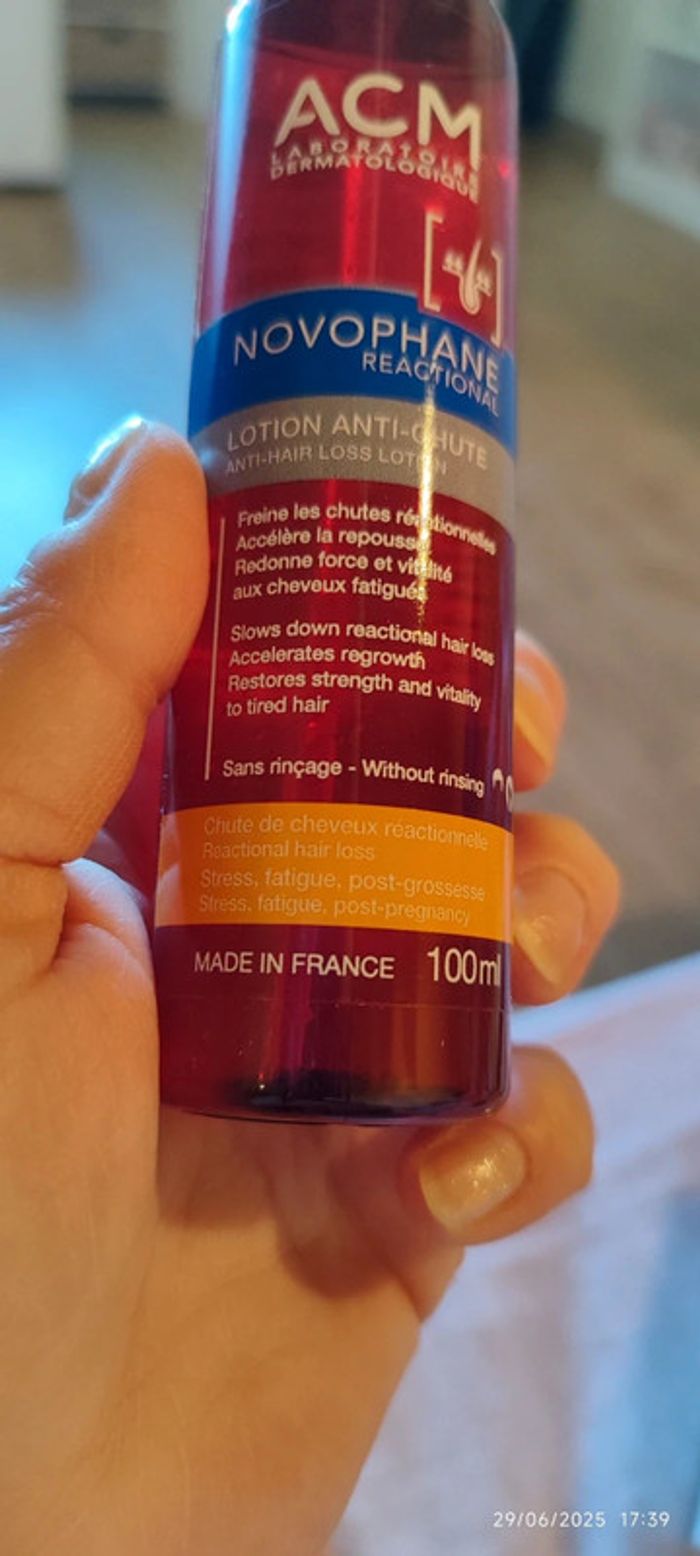 ACM
LABORATOIRE
DERMATOLOGIQUE
NOVOPHANE
REACTIONAL
LOTION ANTI-CHUTE
ANTI-HAIR LOSS LOTION
Freine les chutes réactionnelles
Accélère la repousse
Redonne force et vitalité
aux cheveux fatigués
Slows down reactional hair loss
Accelerates regrowth
Restores strength and vitality
to tired hair
Sans rinçage - Without rinsing
Chute de cheveux réactionnelle
Reactional hair loss
Stress, fatigue, post-grossesse
Stress, fatigue, post-pregnancy
MADE IN FRANCE 100ml
29/06/2025 17:39